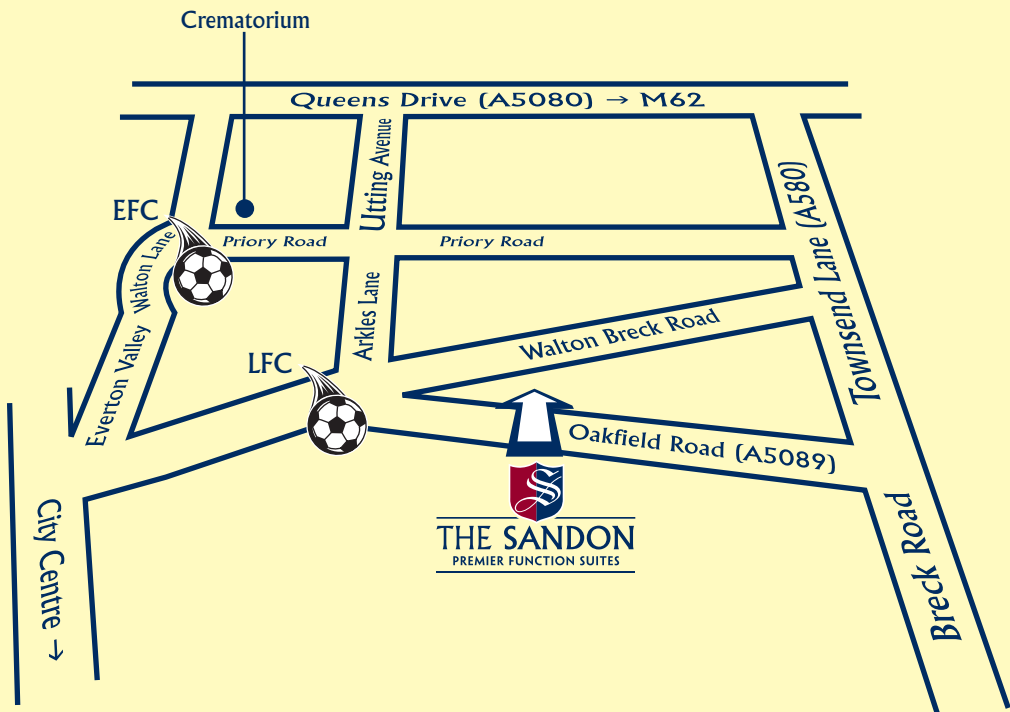 Crematorium
Queens Drive (A5080) → M62
Utting Avenue
Townsend Lane (A580)
EFC
Walton Lane
Priory Road
Priory Road
Arkles Lane
Walton Breck Road
Everton Valley
LFC
Oakfield Road (A5089)
S
THE SANDON
PREMIER FUNCTION SUITES
City Centre →
Breck Road